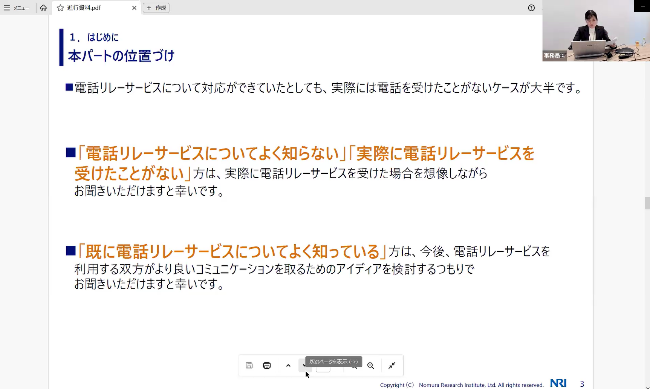 メニュー
進行資料.pdf
+ 作成
1．はじめに
本パートの位置づけ
■電話リレーサービスについて対応ができていたとしても、実際には電話を受けたことがないケースが大半です。
■「電話リレーサービスについてよく知らない」「実際に電話リレーサービスを
受けたことがない」方は、実際に電話リレーサービスを受けた場合を想像しながら
お聞きいただけますと幸いです。
■「既に電話リレーサービスについてよく知っている」方は、今後、電話リレーサービスを
利用する双方がより良いコミュニケーションを取るためのアイディアを検討するつもりで
お聞きいただけますと幸いです。
Copyright（C） Nomura Research Institute, Ltd. All rights reserved.
NRI
3